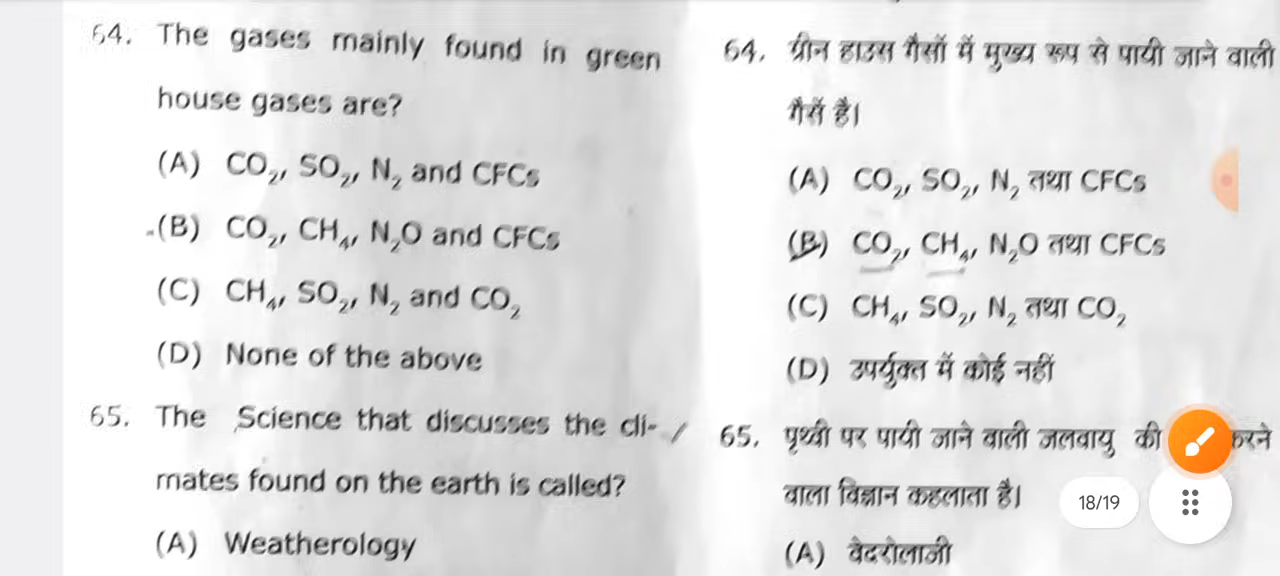 64. The gases mainly found in green
house gases are?
(A) CO₂, SO₂, N₂ and CFCs
(B) CO₂, CH₄, N₂O and CFCs
(C) CH₄, SO₂, N₂ and CO₂
(D) None of the above
65. The Science that discusses the cli-
mates found on the earth is called?
(A) Weatherology
64. ग्रीन हाउस गैसों में मुख्य रूप से पायी जाने वाली
गैसें है।
(A) CO₂, SO₂, N₂ तथा CFCs
(B) CO₂, CH₄, N₂O तथा CFCs
(C) CH₄, SO₂, N₂ तथा CO₂
(D) उपर्युक्त में कोई नहीं
65. पृथ्वी पर पायी जाने वाली जलवायु की करने
वाला विज्ञान कहलाता है।
(A) वेदरोलाजी
18/19